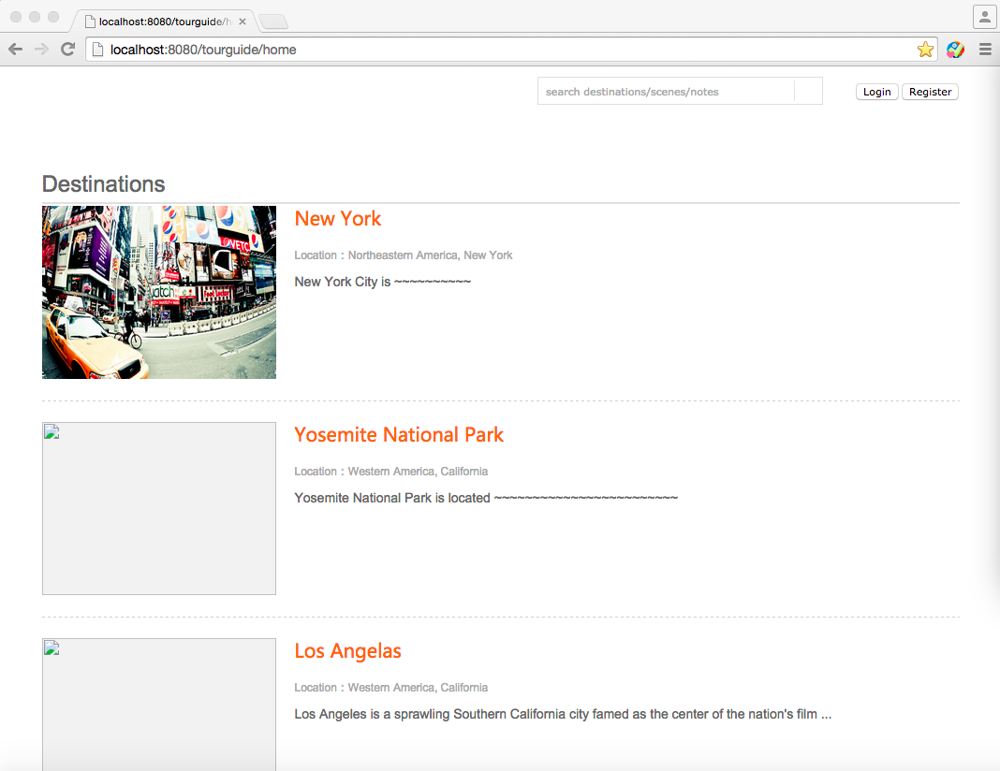 localhost:8080/tourguide/h
localhost:8080/tourguide/home
search destinations/scenes/notes
Login
Register
Destinations
New York
Location : Northeastern America, New York
New York City is ~~~~~~~~~~
Yosemite National Park
Location : Western America, California
Yosemite National Park is located ~~~~~~~~~~~~~~~~~~~~~~~~
Los Angelas
Location : Western America, California
Los Angeles is a sprawling Southern California city famed as the center of the nation's film ...